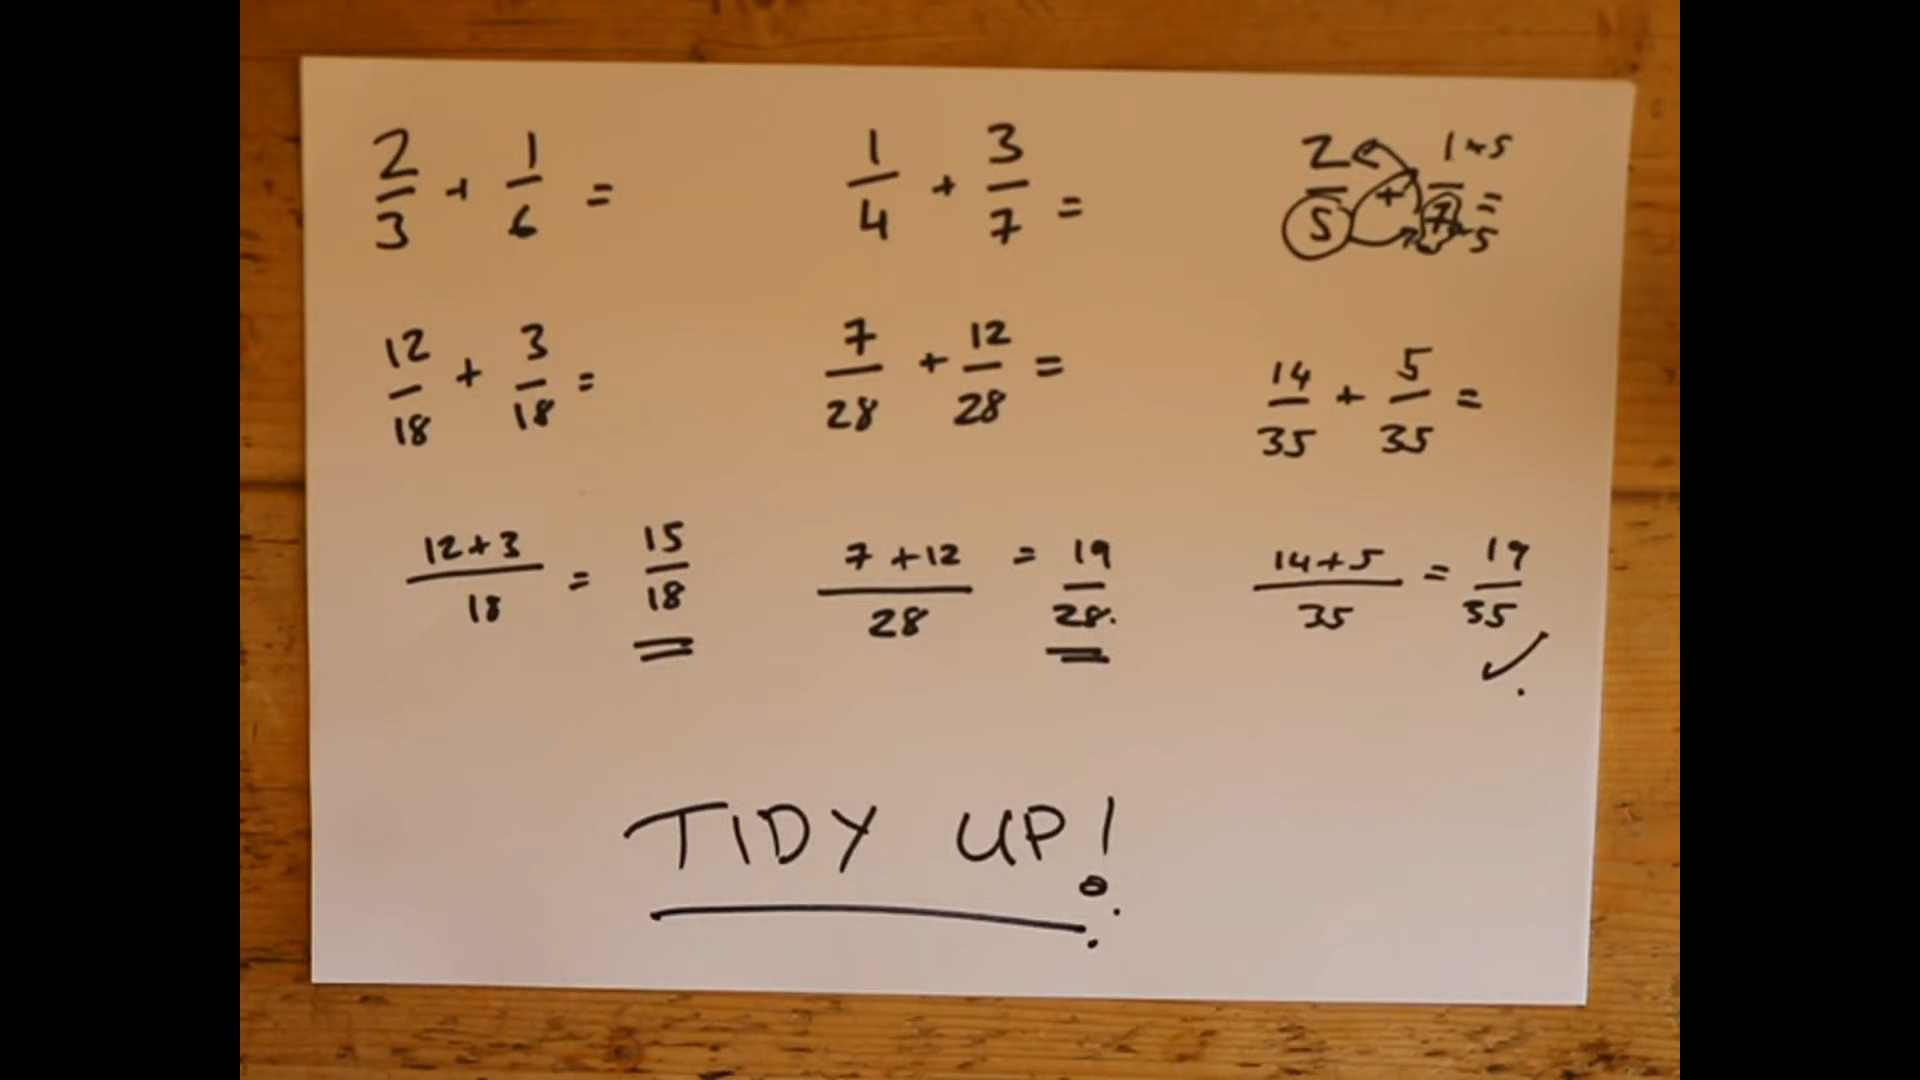 2/3 + 1/6 =
12/18 + 3/18 =
12+3/18 = 15/18
1/4 + 3/7 =
7/28 + 12/28 =
7+12/28 = 19/28
2/5 + 1×5/7×5 =
14/35 + 5/35 =
14+5/35 = 19/35
TIDY UP!